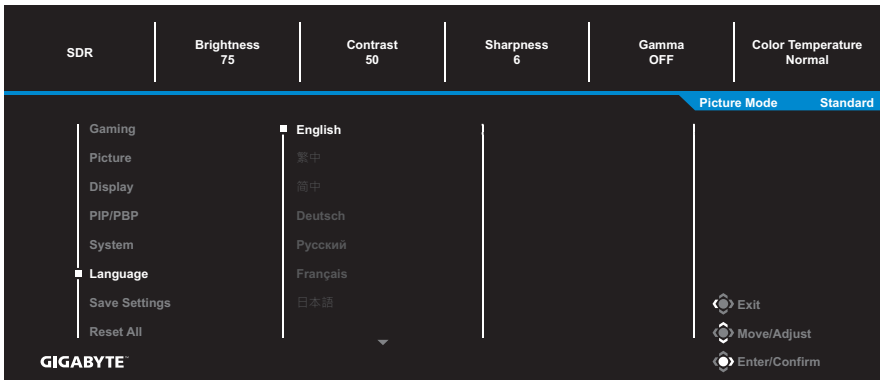 SDR
Brightness
75
Contrast
50
Sharpness
6
Gamma
OFF
Color Temperature
Normal
Picture Mode Standard
Gaming
Picture
Display
PIP/PBP
System
Language
Save Settings
Reset All
English
繁中
简中
Deutsch
Русский
Français
日本語
Exit
Move/Adjust
Enter/Confirm
GIGABYTE™